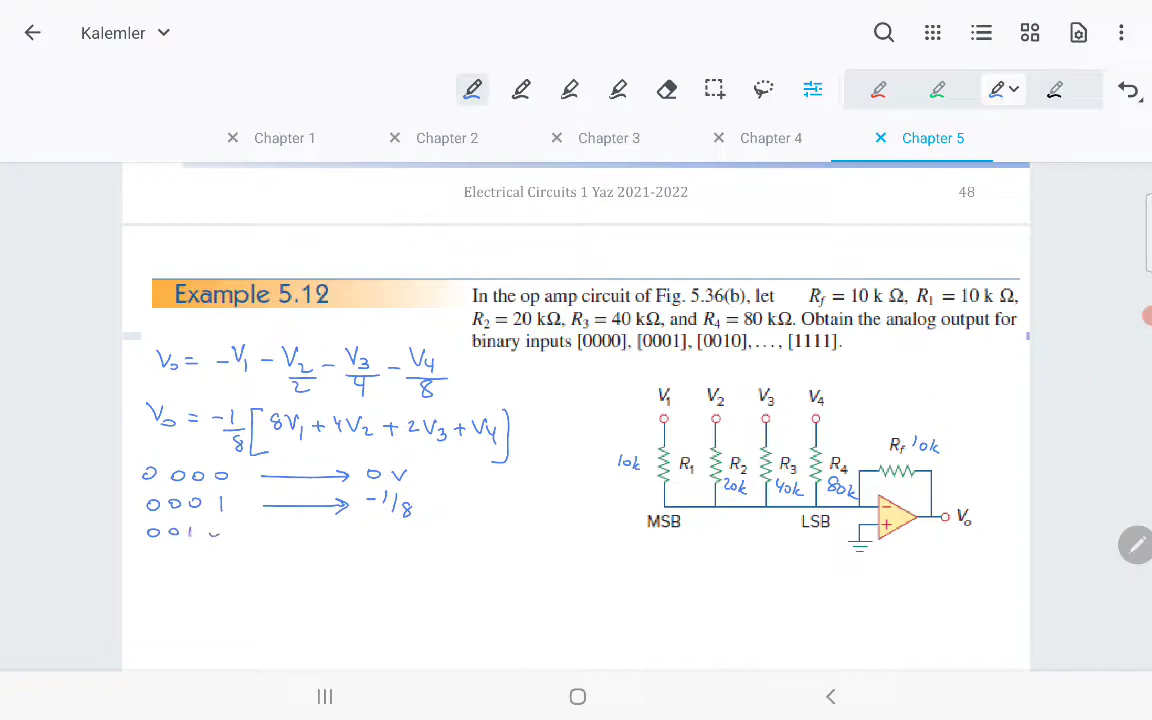 Kalemler
Chapter 1 Chapter 2 Chapter 3 Chapter 4 Chapter 5
Electrical Circuits 1 Yaz 2021-2022 48
Example 5.12
In the op amp circuit of Fig. 5.36(b), let Rf = 10 k Ω, R1 = 10 k Ω,
R2 = 20 kΩ, R3 = 40 kΩ, and R4 = 80 kΩ. Obtain the analog output for
binary inputs [0000], [0001], [0010], . . . , [1111].
Vo = -V1 - V2/2 - V3/4 - V4/8
Vo = -1/8 [8V1 + 4V2 + 2V3 + V4]
0 0 0 0 → 0 V
0 0 0 1 → -1/8
0 0 1
V1 V2 V3 V4
Rf 10k
10k R1 R2 R3 R4
20k 40k 80k
MSB LSB
− + Vo